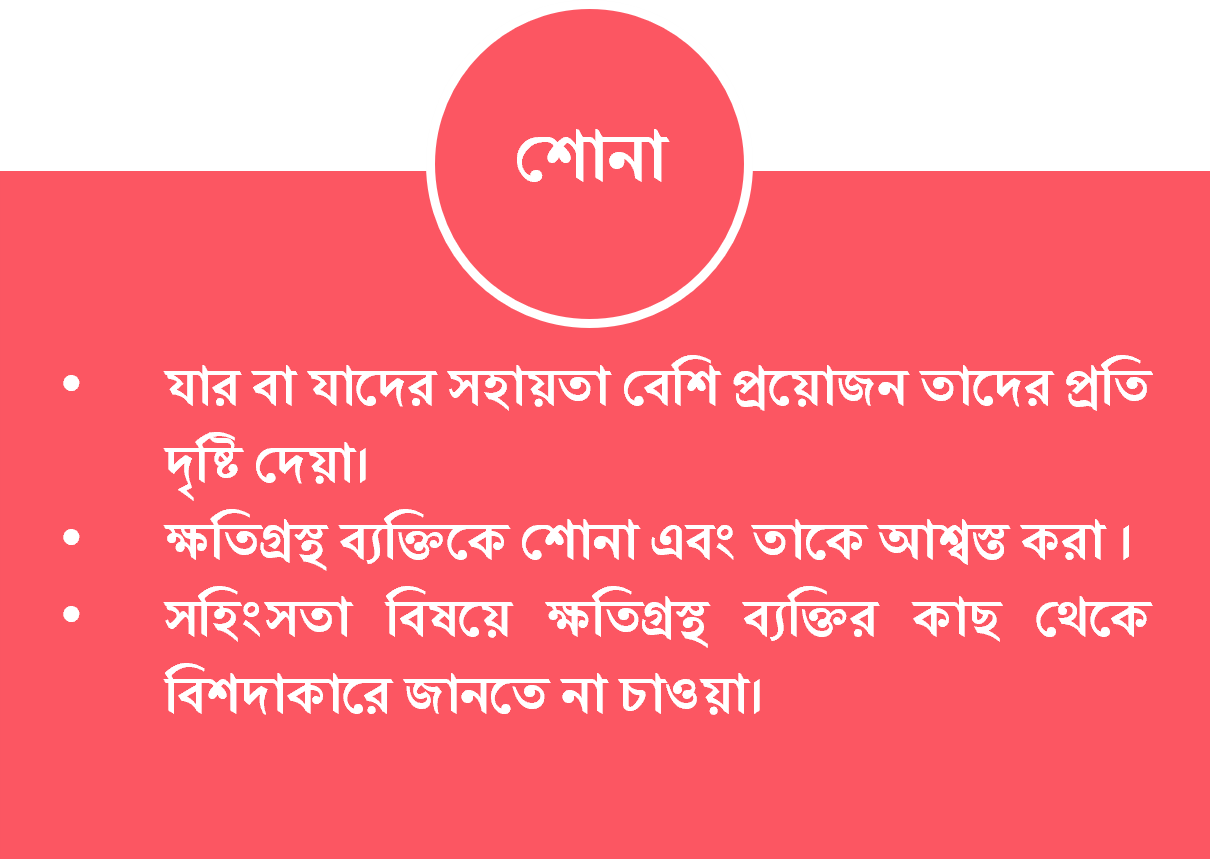 শোনা
• যার বা যাদের সহায়তা বেশি প্রয়োজন তাদের প্রতি
দৃষ্টি দেয়া।
• ক্ষতিগ্রস্থ ব্যক্তিকে শোনা এবং তাকে আশ্বস্ত করা ।
• সহিংসতা বিষয়ে ক্ষতিগ্রস্থ ব্যক্তির কাছ থেকে
বিশদাকারে জানতে না চাওয়া।